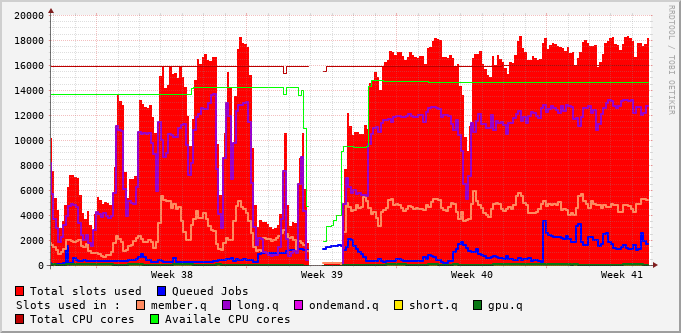 RRDTOOL / TOBI OETIKER
20000
18000
16000
14000
12000
10000
8000
6000
4000
2000
0
Week 38 Week 39 Week 40 Week 41
Total slots used Queued Jobs
Slots used in : member.q long.q ondemand.q short.q gpu.q
Total CPU cores Availale CPU cores